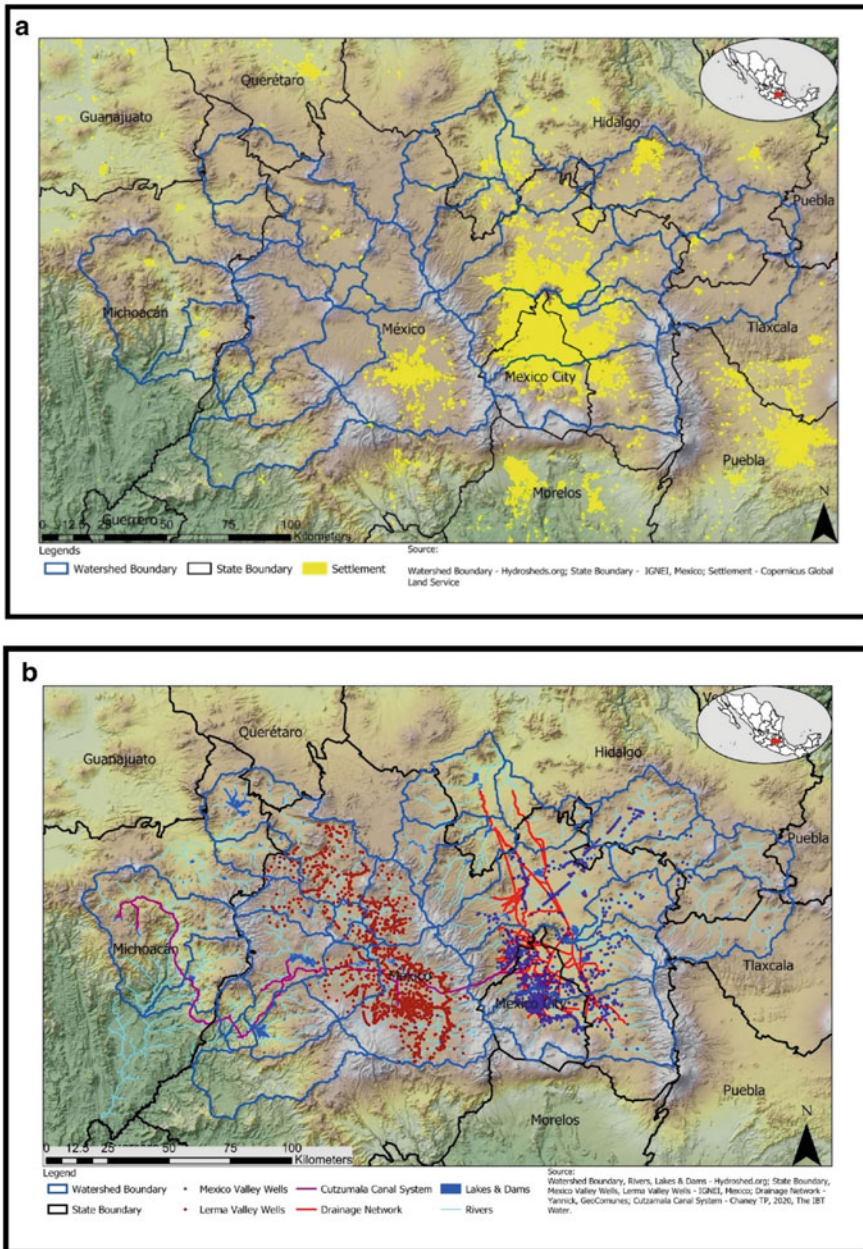 a
Querétaro
Guanajuato
Hidalgo
Puebla
Michoacán
México
Tlaxcala
Mexico City
Puebla
Morelos
Guerrero
N
0 12.5 25 50 75 100
Kilometers
Legends
Watershed Boundary State Boundary Settlement
Source:
Watershed Boundary - Hydrosheds.org; State Boundary - IGNEI, Mexico; Settlement - Copernicus Global
Land Service
b
Querétaro
Guanajuato
Hidalgo
Puebla
Michoacán
México
Tlaxcala
Mexico City
Puebla
Morelos
N
0 12.5 25 50 75 100
Kilometers
Legend
Watershed Boundary Mexico Valley Wells Cutzumala Canal System Lakes & Dams
State Boundary Lerma Valley Wells Drainage Network Rivers
Source:
Watershed Boundary, Rivers, Lakes & Dams - Hydroshed.org; State Boundary,
Mexico Valley Wells, Lerma Valley Wells - IGNEI, Mexico; Drainage Network -
Yannick, GeoComunes; Cutzumala Canal System - Chaney TP, 2020, The IBT
Water.